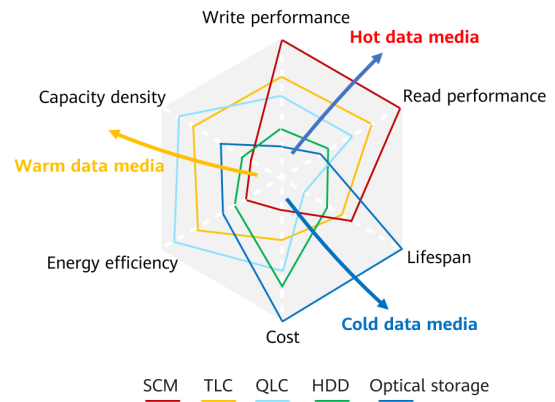 Write performance
Hot data media
Capacity density
Read performance
Warm data media
Energy efficiency
Lifespan
Cold data media
Cost
SCM TLC QLC HDD Optical storage